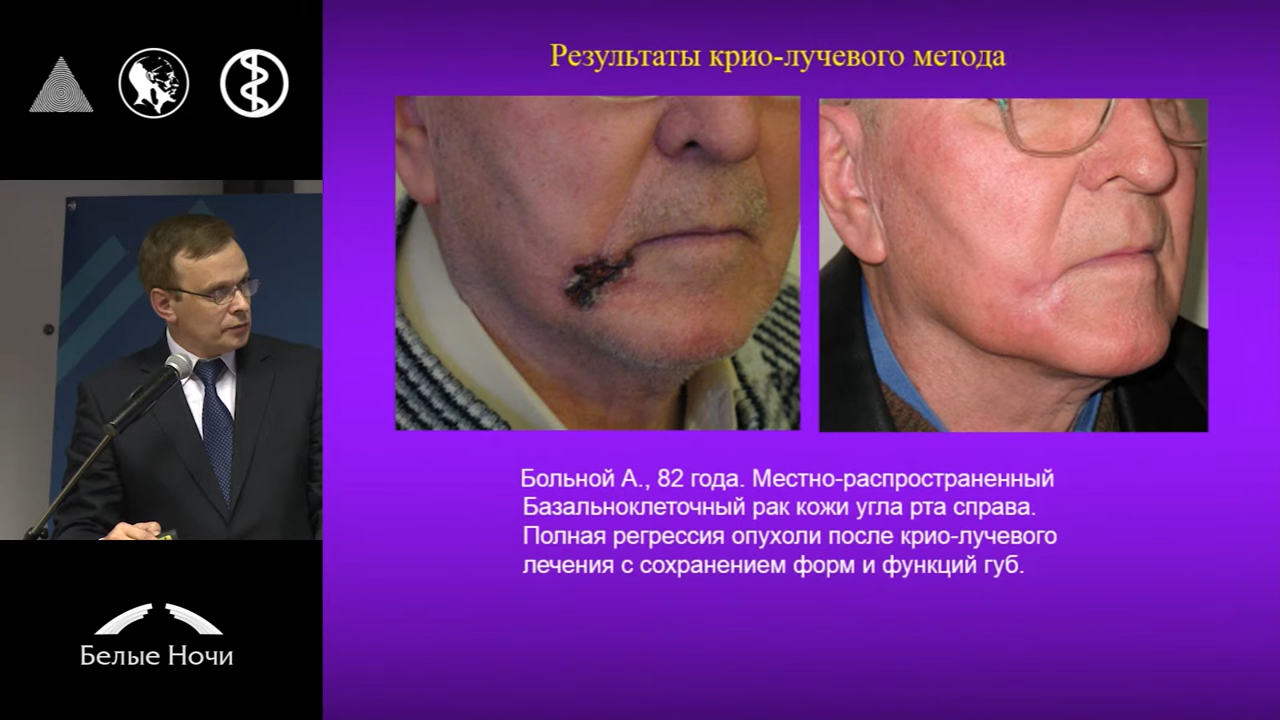 Результаты крио-лучевого метода
Больной А., 82 года. Местно-распространенный
Базальноклеточный рак кожи угла рта справа.
Полная регрессия опухоли после крио-лучевого
лечения с сохранением форм и функций губ.
Белые Ночи